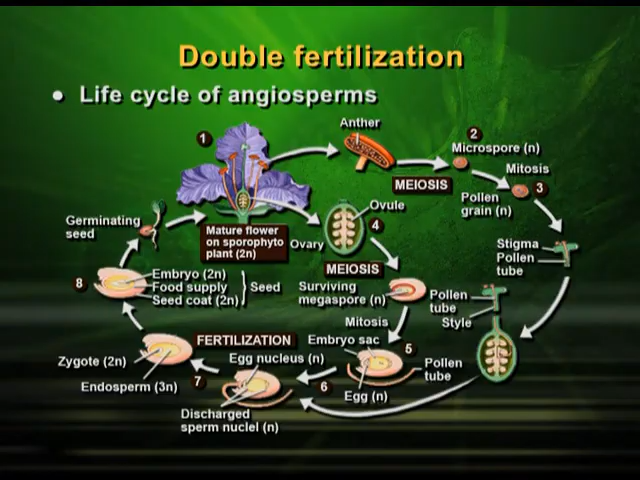 Double fertilization
● Life cycle of angiosperms
1
Anther
2
Microspore (n)
MEIOSIS
Mitosis
Pollen
grain (n)
3
Germinating
seed
Mature flower
on sporophyto
plant (2n)
Ovary
Ovule
4
Stigma
Pollen
tube
MEIOSIS
8
Embryo (2n)
Food supply
Seed coat (2n)
Seed
Surviving
megaspore (n)
Pollen
tube
Style
Mitosis
FERTILIZATION
Embryo sac
5
Zygote (2n)
Egg nucleus (n)
Pollen
tube
Endosperm (3n)
7
6
Egg (n)
Discharged
sperm nuclel (n)